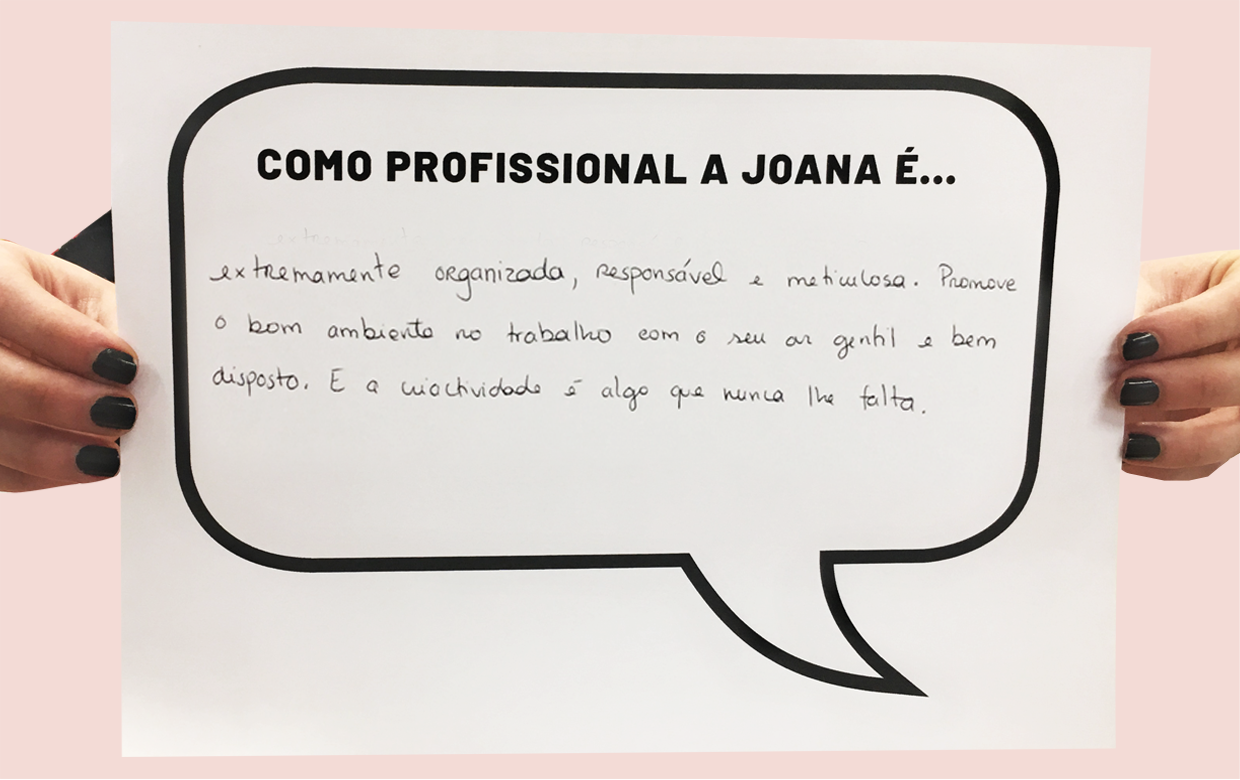 COMO PROFISSIONAL A JOANA É...
extremamente organizada, responsável e meticulosa. Promove
o bom ambiente no trabalho com o seu ar gentil e bem
disposto. E a criactividade é algo que nunca lhe falta.